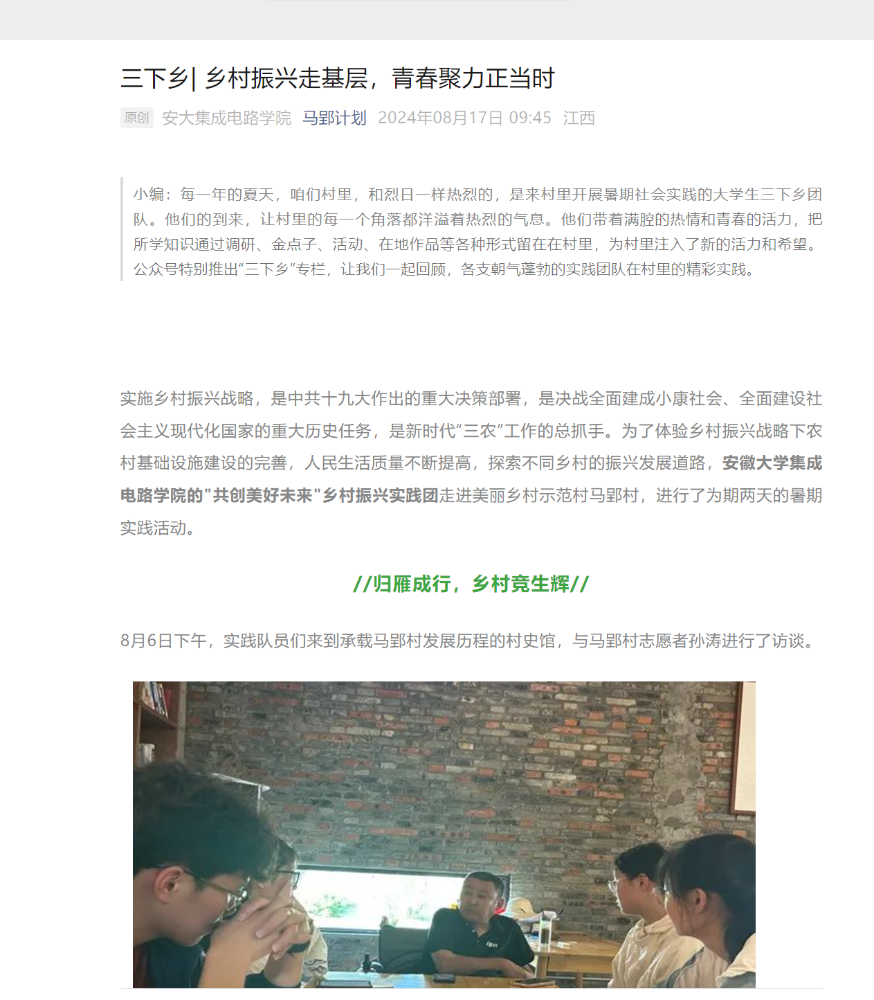 三下乡| 乡村振兴走基层，青春聚力正当时
原创 安大集成电路学院 马郢计划 2024年08月17日 09:45 江西
小编：每一年的夏天，咱们村里，和烈日一样热烈的，是来村里开展暑期社会实践的大学生三下乡团
队。他们的到来，让村里的每一个角落都洋溢着热烈的气息。他们带着满腔的热情和青春的活力，把
所学知识通过调研、金点子、活动、在地作品等各种形式留在在村里，为村里注入了新的活力和希望。
公众号特别推出“三下乡”专栏，让我们一起回顾，各支朝气蓬勃的实践团队在村里的精彩实践。
实施乡村振兴战略，是中共十九大作出的重大决策部署，是决战全面建成小康社会、全面建设社
会主义现代化国家的重大历史任务，是新时代“三农”工作的总抓手。为了体验乡村振兴战略下农
村基础设施建设的完善，人民生活质量不断提高，探索不同乡村的振兴发展道路，安徽大学集成
电路学院的"共创美好未来"乡村振兴实践团走进美丽乡村示范村马郢村，进行了为期两天的暑期
实践活动。
//归雁成行，乡村竞生辉//
8月6日下午，实践队员们来到承载马郢村发展历程的村史馆，与马郢村志愿者孙涛进行了访谈。